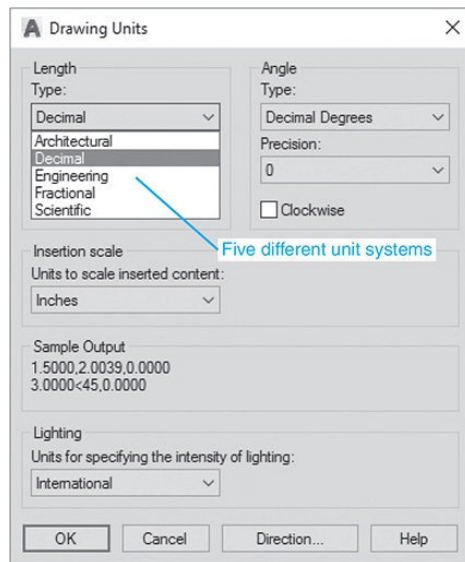 Drawing Units
Length
Type:
Decimal
Architectural
Decimal
Engineering
Fractional
Scientific
Angle
Type:
Decimal Degrees
Precision:
0
Clockwise
Five different unit systems
Insertion scale
Units to scale inserted content:
Inches
Sample Output
1.5000,2.0039,0.0000
3.0000<45,0.0000
Lighting
Units for specifying the intensity of lighting:
International
OK Cancel Direction... Help